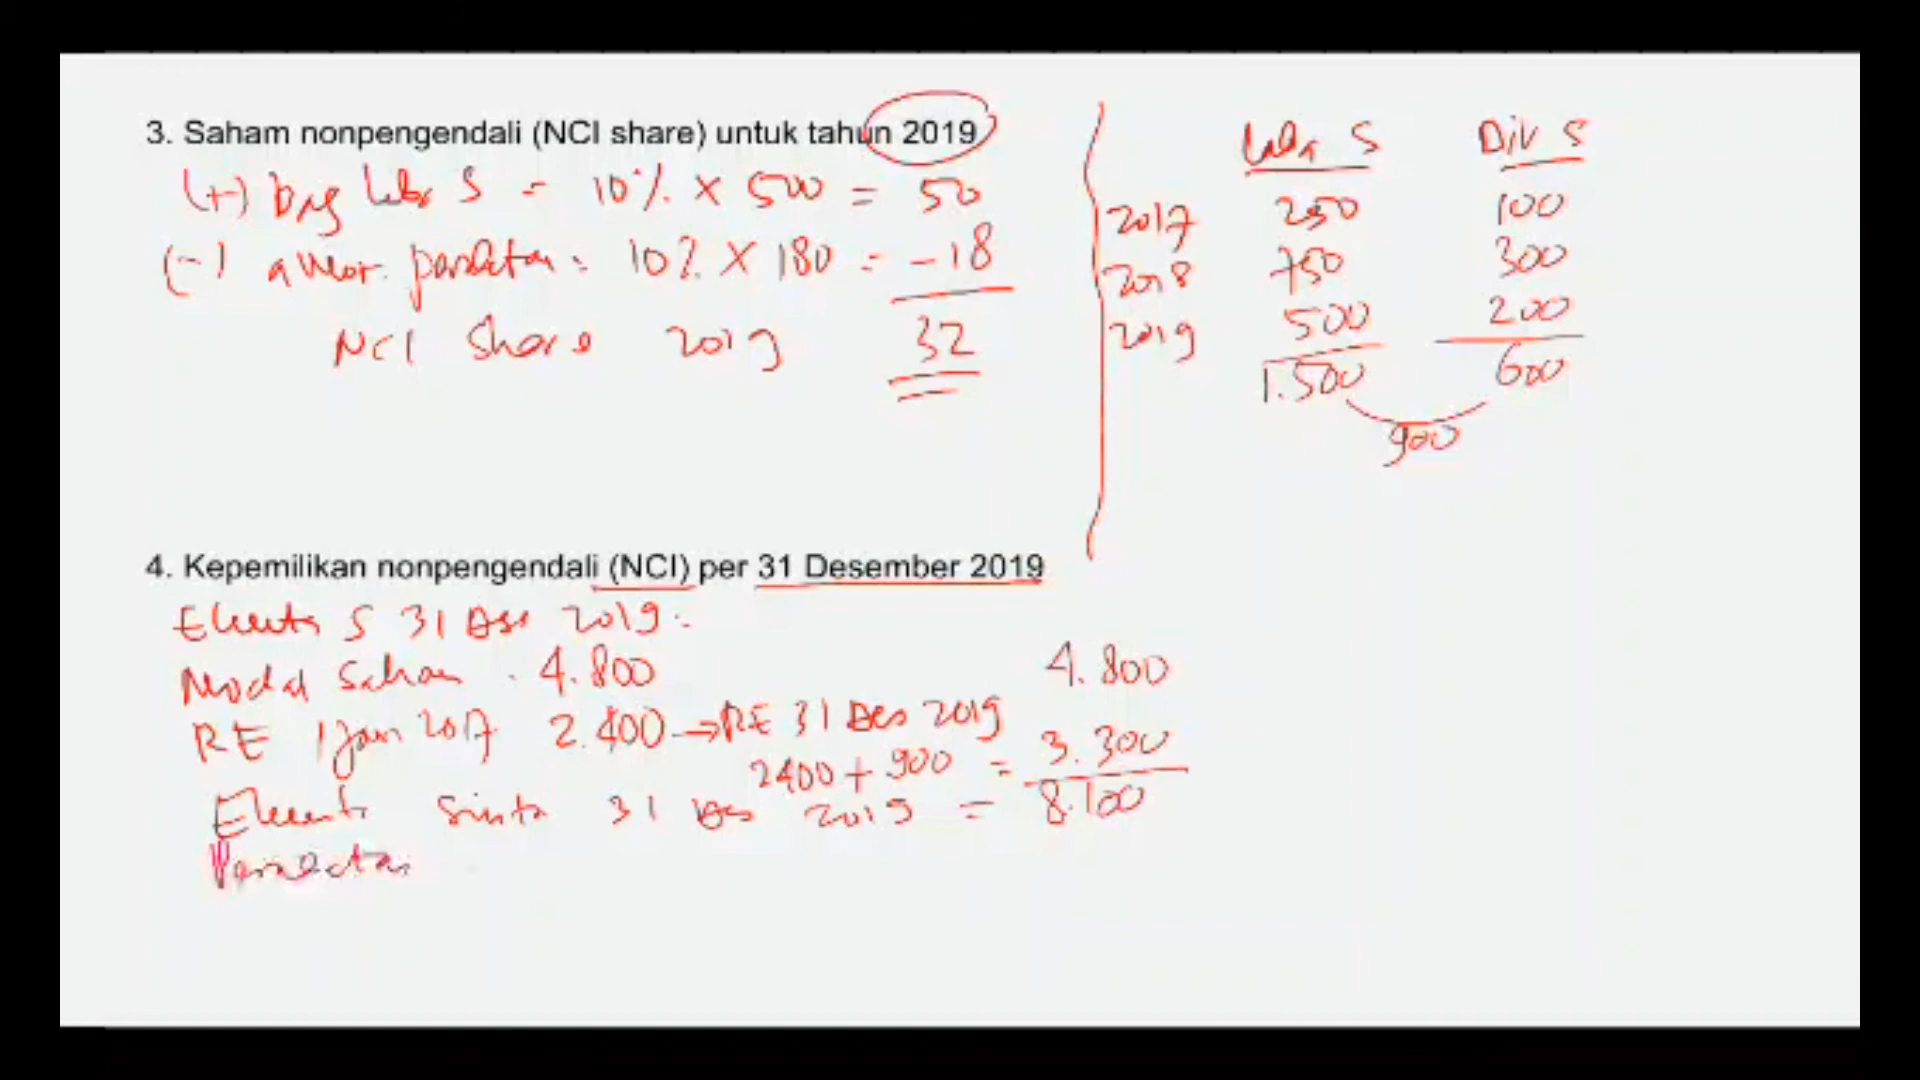 3. Saham nonpengendali (NCI share) untuk tahun 2019
(+) bag laba S = 10% X 500 = 50
(-) amor. paten : 10% X 180 = -18
NCI Share 2019 32
Laba S Div S
2017 250 100
2018 750 300
2019 500 200
1.500 600
900
4. Kepemilikan nonpengendali (NCI) per 31 Desember 2019
Ekuitas S 31 Des 2019 :
Modal Saham . 4.800 4.800
RE 1 Jan 2017 2.400 → RE 31 Des 2019
2400 + 900 = 3.300
Ekuitas Sinta 31 Des 2019 = 8.100